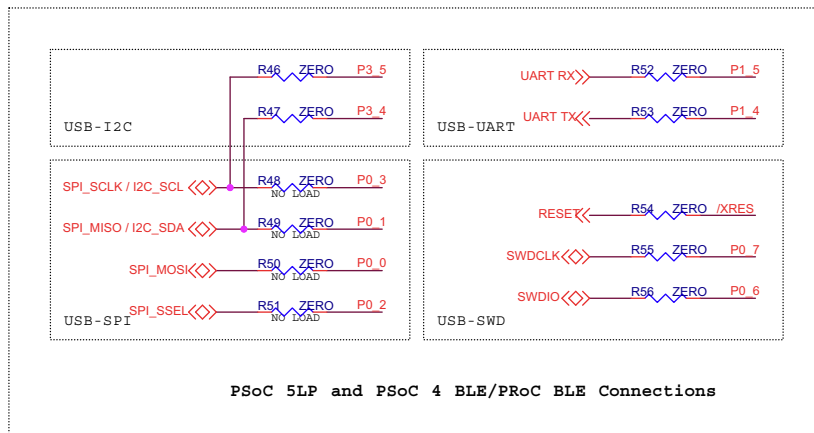 R46 ZERO P3_5
R47 ZERO P3_4
USB-I2C
SPI_SCLK / I2C_SCL R48 ZERO P0_3
NO LOAD
SPI_MISO / I2C_SDA R49 ZERO P0_1
NO LOAD
SPI_MOSI R50 ZERO P0_0
NO LOAD
SPI_SSEL R51 ZERO P0_2
NO LOAD
USB-SPI
UART RX R52 ZERO P1_5
UART TX R53 ZERO P1_4
USB-UART
RESET R54 ZERO /XRES
SWDCLK R55 ZERO P0_7
SWDIO R56 ZERO P0_6
USB-SWD
PSoC 5LP and PSoC 4 BLE/PRoC BLE Connections